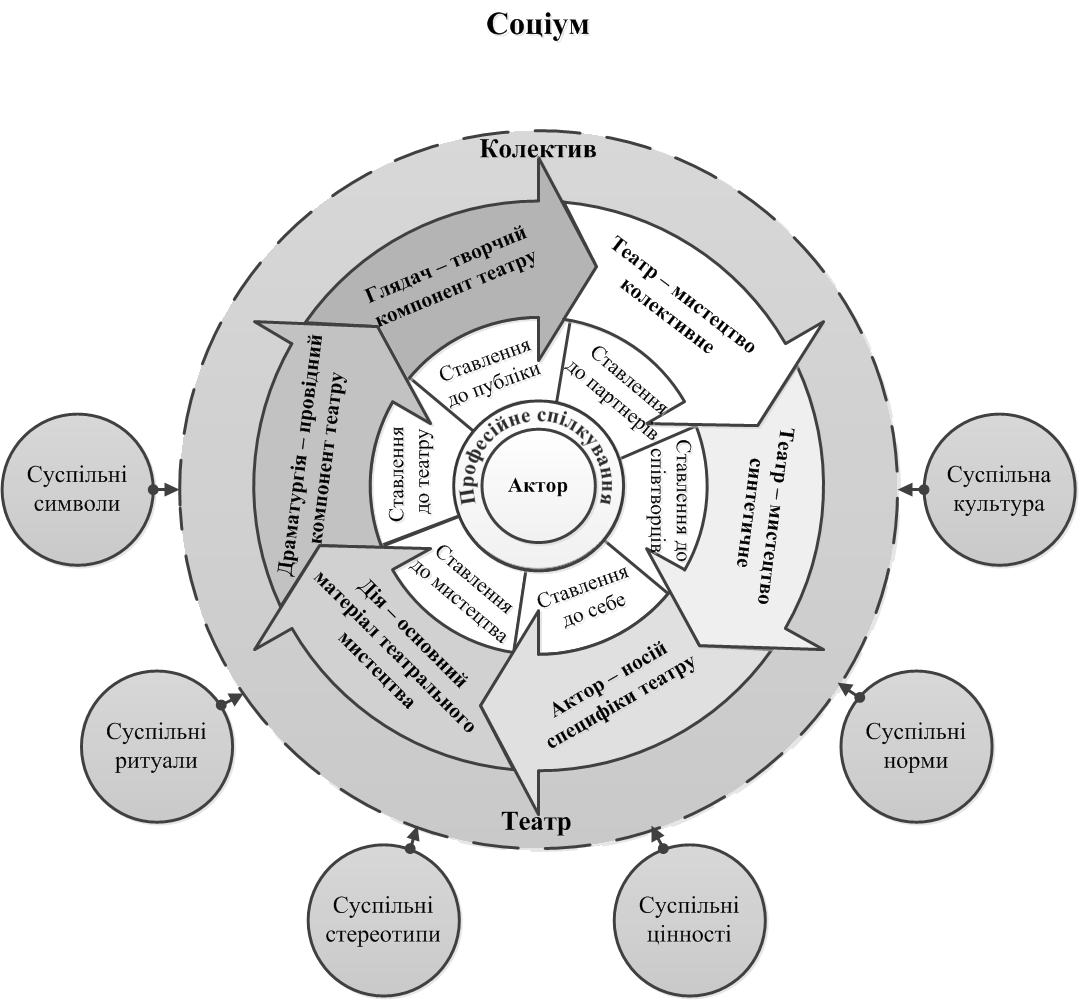 Соціум
Колектив
Глядач – творчий
компонент театру
Театр – мистецтво
колективне
Театр – мистецтво
синтетичне
Актор – носій
специфіки театру
Дія – основний
матеріал театрального
мистецтва
Драматургія – провідний
компонент театру
Ставлення
до публіки
Ставлення
до партнерів
Ставлення до
співтворців
Ставлення
до себе
Ставлення
до мистецтва
Ставлення
до театру
Професійне спілкування
Актор
Театр
Суспільні
символи
Суспільна
культура
Суспільні
ритуали
Суспільні
норми
Суспільні
стереотипи
Суспільні
цінності